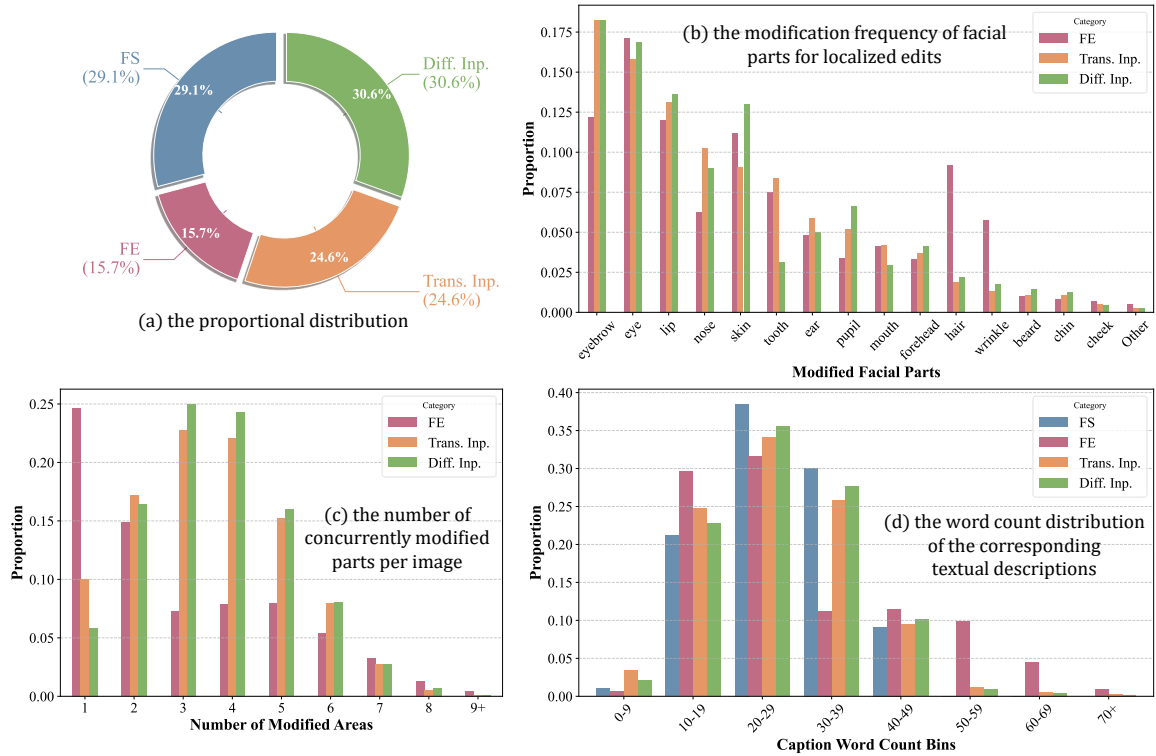 FS
(29.1%)
29.1%
Diff. Inp.
(30.6%)
30.6%
FE
(15.7%)
15.7%
24.6%
Trans. Inp.
(24.6%)
(a) the proportional distribution
Proportion
0.175
0.150
0.125
0.100
0.075
0.050
0.025
0.000
(b) the modification frequency of facial
parts for localized edits
Category
FE
Trans. Inp.
Diff. Inp.
eyebrow
eye
lip
nose
skin
tooth
ear
pupil
mouth
forehead
hair
wrinkle
beard
chin
cheek
Other
Modified Facial Parts
Proportion
0.25
0.20
0.15
0.10
0.05
0.00
Category
FE
Trans. Inp.
Diff. Inp.
(c) the number of
concurrently modified
parts per image
1
2
3
4
5
6
7
8
9+
Number of Modified Areas
Proportion
0.40
0.35
0.30
0.25
0.20
0.15
0.10
0.05
0.00
Category
FS
FE
Trans. Inp.
Diff. Inp.
(d) the word count distribution
of the corresponding
textual descriptions
0-9
10-19
20-29
30-39
40-49
50-59
60-69
70+
Caption Word Count Bins